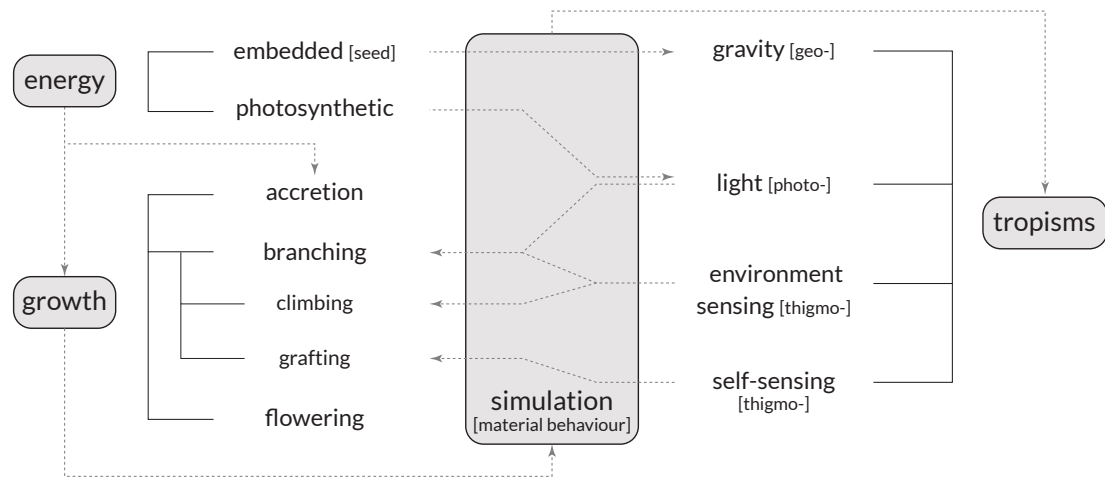 energy
embedded [seed]
photosynthetic
growth
accretion
branching
climbing
grafting
flowering
simulation
[material behaviour]
gravity [geo-]
light [photo-]
environment
sensing [thigmo-]
self-sensing
[thigmo-]
tropisms